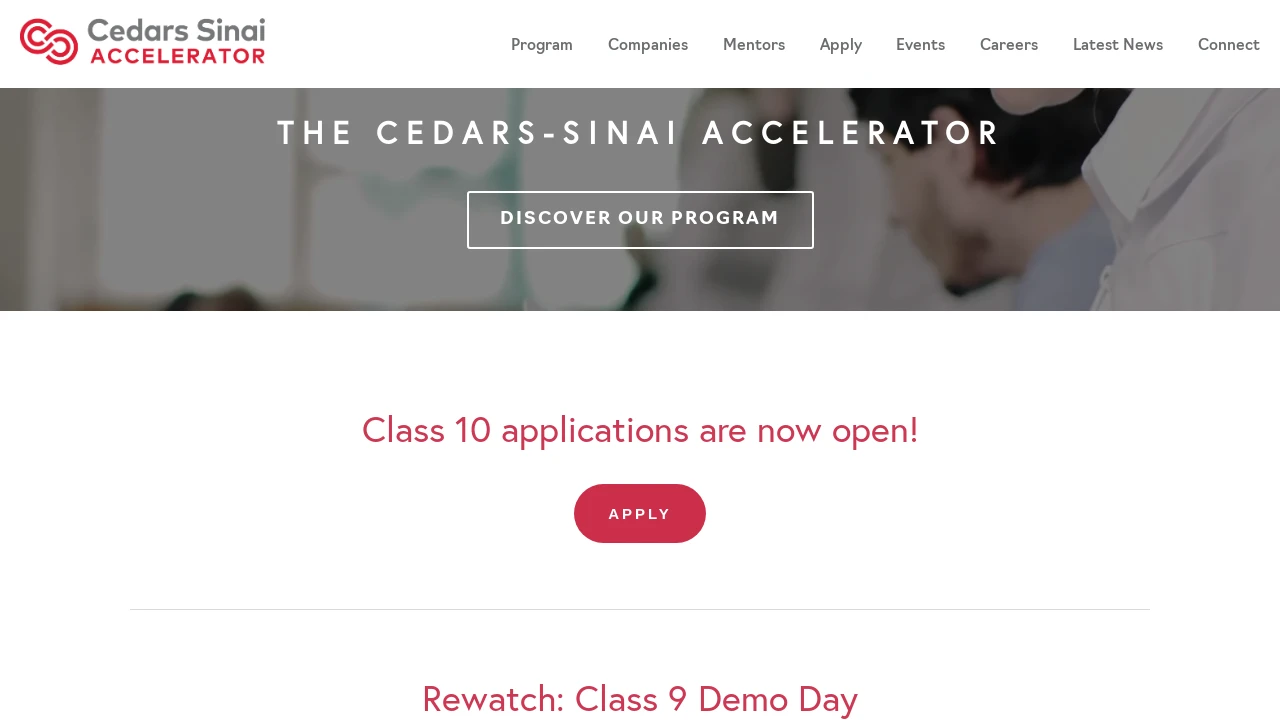 Cedars Sinai
ACCELERATOR
Program Companies Mentors Apply Events Careers Latest News Connect
THE CEDARS-SINAI ACCELERATOR
DISCOVER OUR PROGRAM
Class 10 applications are now open!
APPLY
Rewatch: Class 9 Demo Day